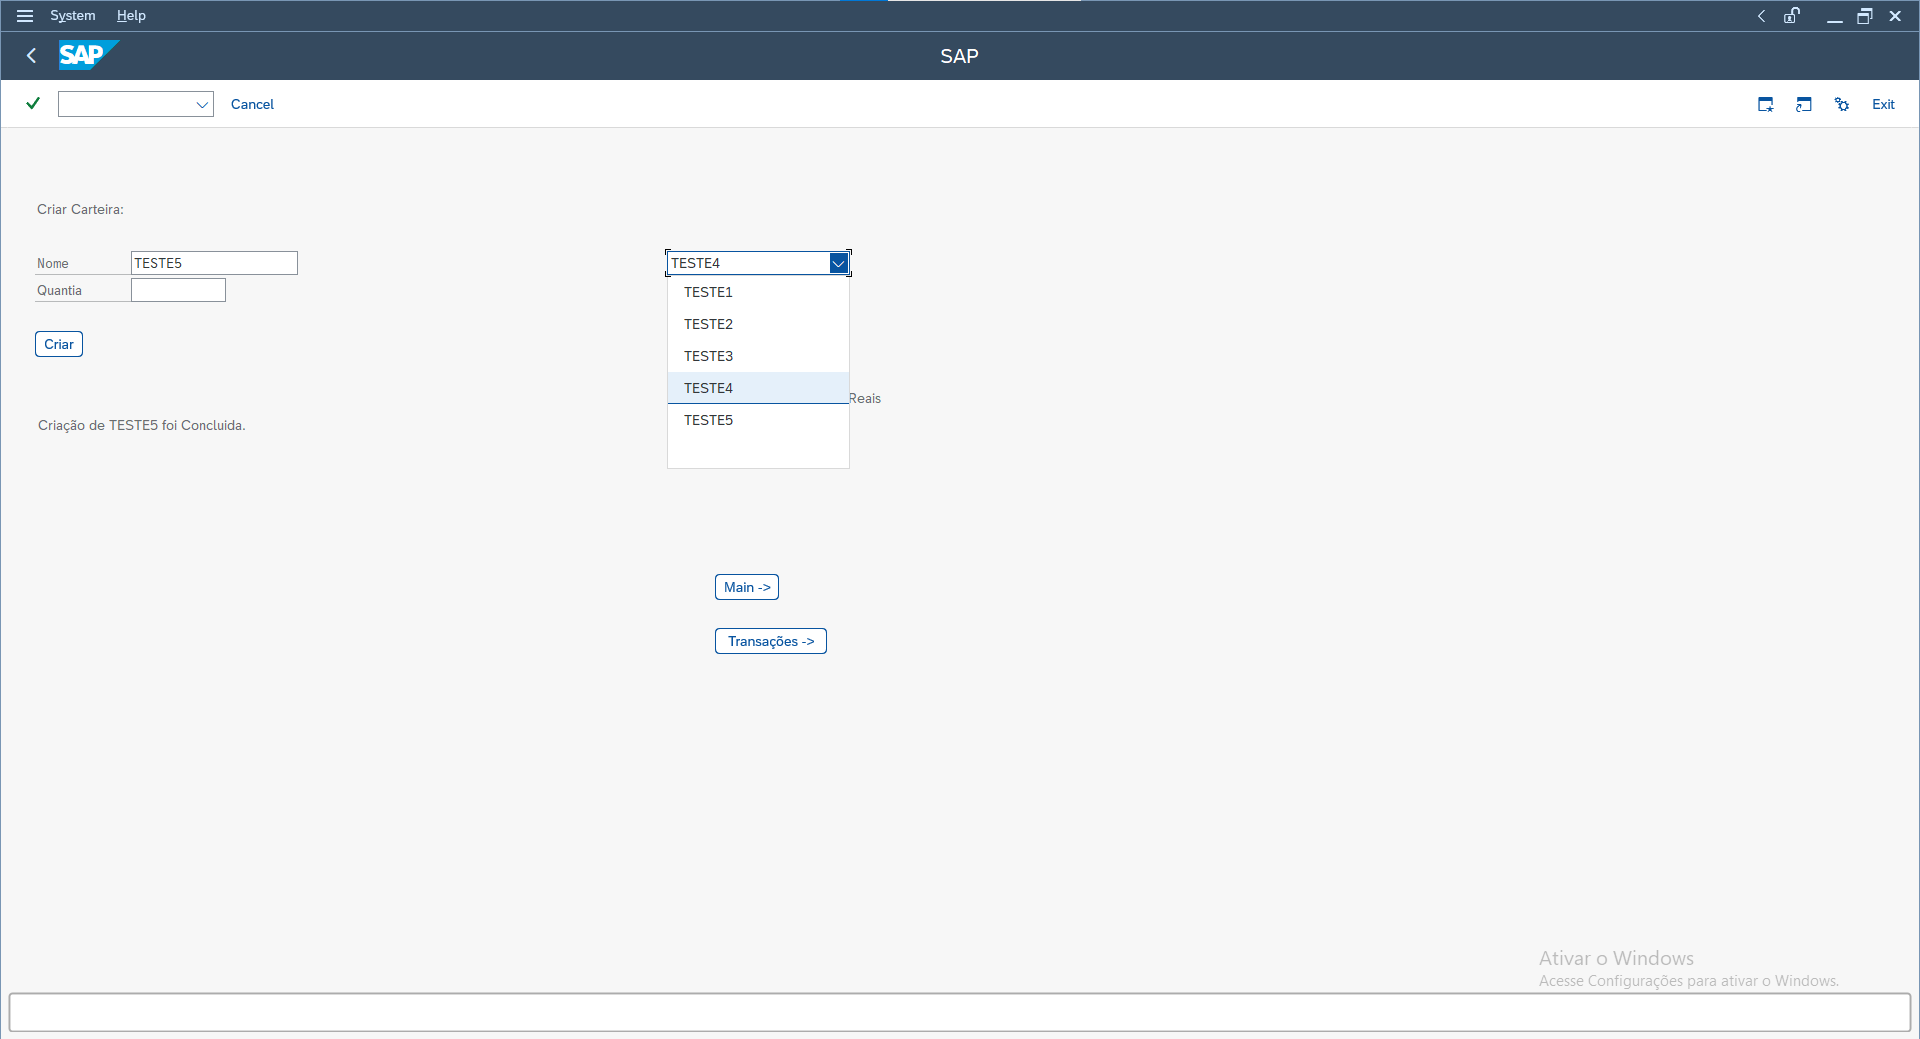 System Help
SAP
SAP
Cancel
Exit
Criar Carteira:
Nome TESTE5
Quantia
Criar
Criação de TESTE5 foi Concluida.
TESTE4
TESTE1
TESTE2
TESTE3
TESTE4
TESTE5
Reais
Main ->
Transações ->
Ativar o Windows
Acesse Configurações para ativar o Windows.